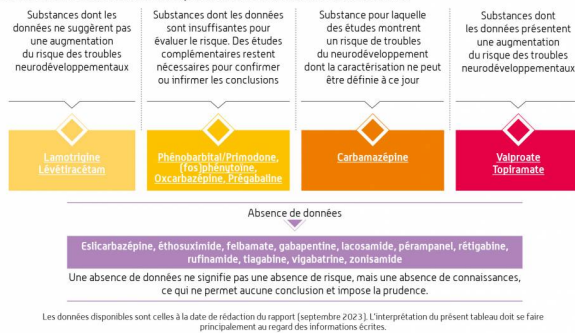 Substances dont les
données ne suggèrent pas
une augmentation
du risque des troubles
neurodéveloppementaux
Substances dont les données
sont insuffisantes pour
évaluer le risque. Des études
complémentaires restent
nécessaires pour confirmer
ou infirmer les conclusions
Substance pour laquelle
des études montrent
un risque de troubles
du neurodéveloppement
dont la caractérisation ne peut
être définie à ce jour
Substances dont
les données présentent
une augmentation
du risque des troubles
neurodéveloppementaux
Lamotrigine
Lévétiracétam
Phénobarbital/Primodone,
(fos)phénytoïne,
Oxcarbazépine, Prégabaline
Carbamazépine
Valproate
Topiramate
Absence de données
Eslicarbazépine, éthosuximide, felbamate, gabapentine, lacosamide, pérampanel, rétigabine,
rufinamide, tiagabine, vigabatrine, zonisamide
Une absence de données ne signifie pas une absence de risque, mais une absence de connaissances,
ce qui ne permet aucune conclusion et impose la prudence.
Les données disponibles sont celles à la date de rédaction du rapport (septembre 2023). L'interprétation du présent tableau doit se faire
principalement au regard des informations écrites.